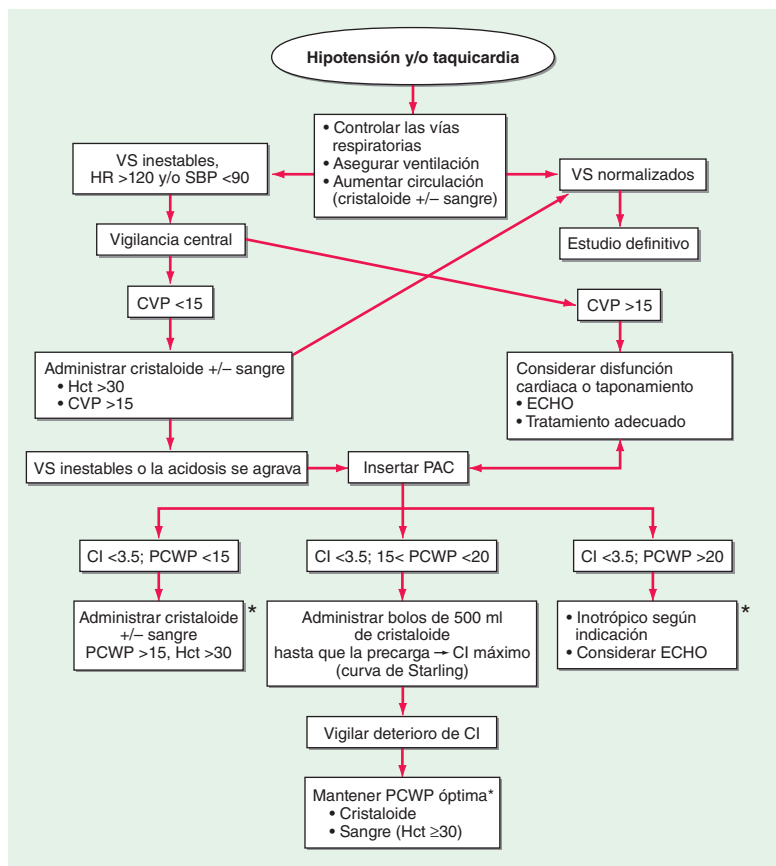 Hipotensión y/o taquicardia
• Controlar las vías
respiratorias
• Asegurar ventilación
• Aumentar circulación
(cristaloide +/– sangre)
VS inestables,
HR >120 y/o SBP <90
VS normalizados
Vigilancia central
Estudio definitivo
CVP <15
CVP >15
Administrar cristaloide +/– sangre
• Hct >30
• CVP >15
Considerar disfunción
cardiaca o taponamiento
• ECHO
• Tratamiento adecuado
VS inestables o la acidosis se agrava
Insertar PAC
CI <3.5; PCWP <15
CI <3.5; 15< PCWP <20
CI <3.5; PCWP >20
Administrar cristaloide *
+/– sangre
PCWP >15, Hct >30
Administrar bolos de 500 ml
de cristaloide
hasta que la precarga → CI máximo
(curva de Starling)
• Inotrópico según *
indicación
• Considerar ECHO
Vigilar deterioro de CI
Mantener PCWP óptima*
• Cristaloide
• Sangre (Hct ≥30)